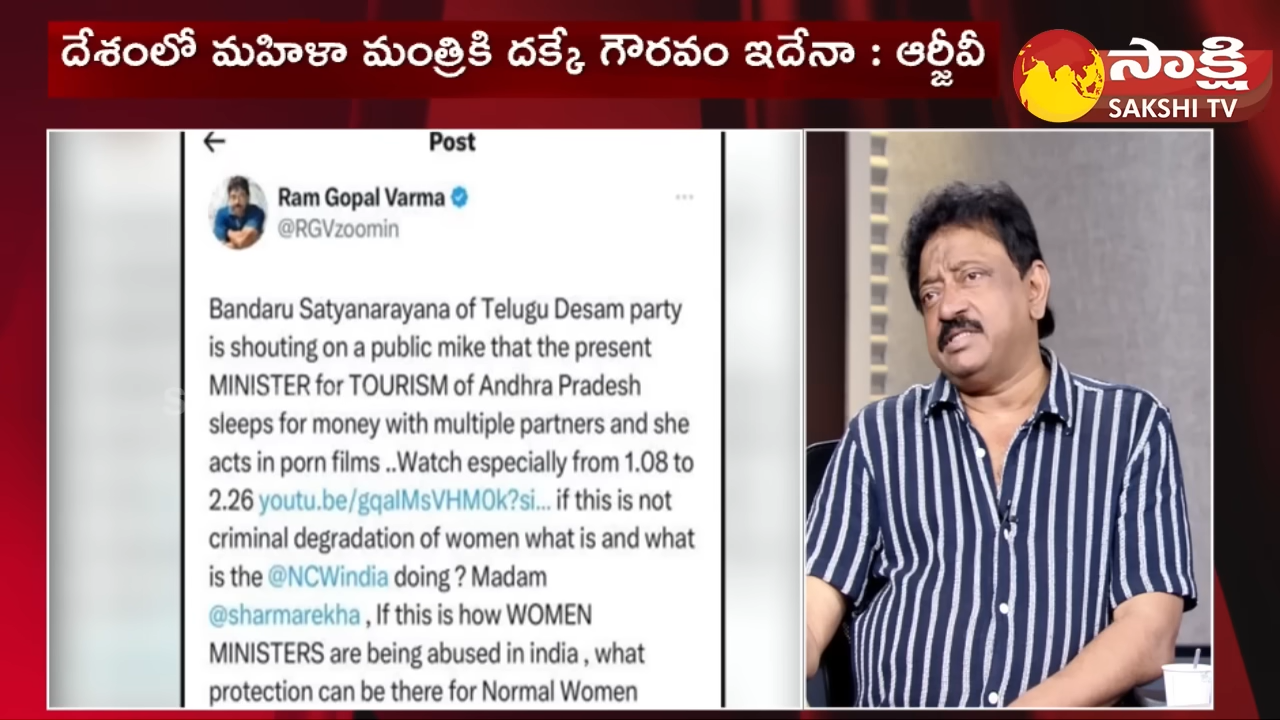 దేశంలో మహిళా మంత్రికి దక్కే గౌరవం ఇదేనా : ఆర్జీవీ
సాక్షి
SAKSHI TV
Post
Ram Gopal Varma
@RGVzoomin
Bandaru Satyanarayana of Telugu Desam party
is shouting on a public mike that the present
MINISTER for TOURISM of Andhra Pradesh
sleeps for money with multiple partners and she
acts in porn films ..Watch especially from 1.08 to
2.26 youtu.be/gqaIMsVHM0k?si... if this is not
criminal degradation of women what is and what
is the @NCWindia doing ? Madam
@sharmarekha , If this is how WOMEN
MINISTERS are being abused in india , what
protection can be there for Normal Women